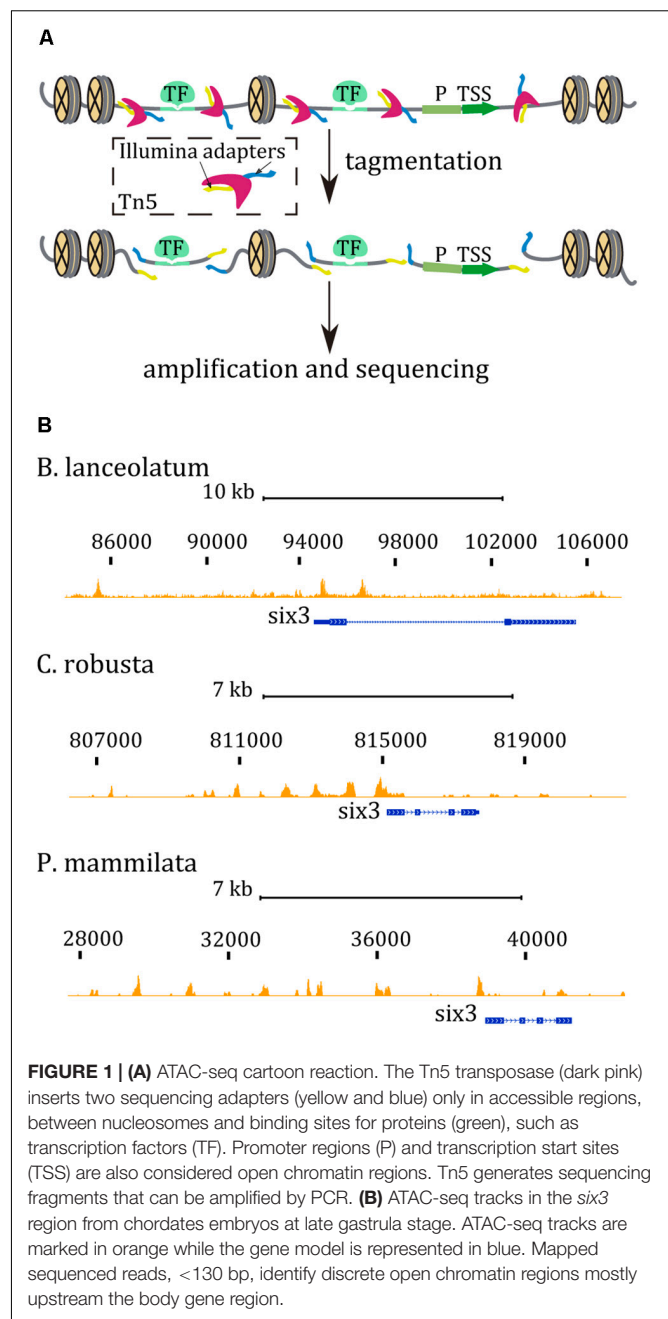 A
TF
TF
P TSS
Illumina adapters
Tn5
tagmentation
TF
TF
P TSS
amplification and sequencing
B
B. lanceolatum
10 kb
86000 90000 94000 98000 102000 106000
six3
C. robusta
7 kb
807000 811000 815000 819000
six3
P. mammilata
7 kb
28000 32000 36000 40000
six3
FIGURE 1 | (A) ATAC-seq cartoon reaction. The Tn5 transposase (dark pink)
inserts two sequencing adapters (yellow and blue) only in accessible regions,
between nucleosomes and binding sites for proteins (green), such as
transcription factors (TF). Promoter regions (P) and transcription start sites
(TSS) are also considered open chromatin regions. Tn5 generates sequencing
fragments that can be amplified by PCR. (B) ATAC-seq tracks in the six3
region from chordates embryos at late gastrula stage. ATAC-seq tracks are
marked in orange while the gene model is represented in blue. Mapped
sequenced reads, <130 bp, identify discrete open chromatin regions mostly
upstream the body gene region.